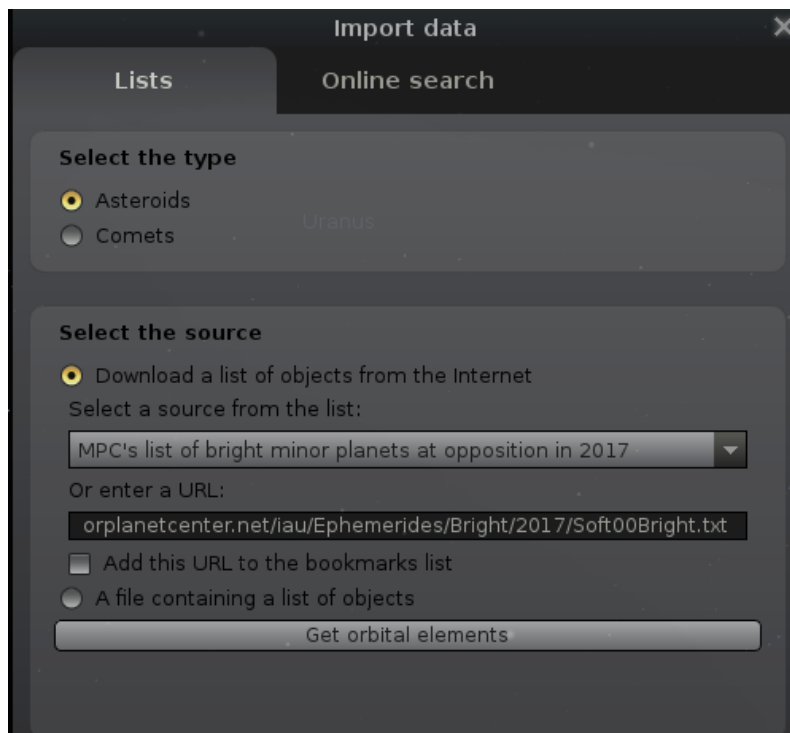 Import data
Lists
Online search
Select the type
Asteroids
Uranus
Comets
Select the source
Download a list of objects from the Internet
Select a source from the list:
MPC's list of bright minor planets at opposition in 2017
Or enter a URL:
orplanetcenter.net/iau/Ephemerides/Bright/2017/Soft00Bright.txt
Add this URL to the bookmarks list
A file containing a list of objects
Get orbital elements